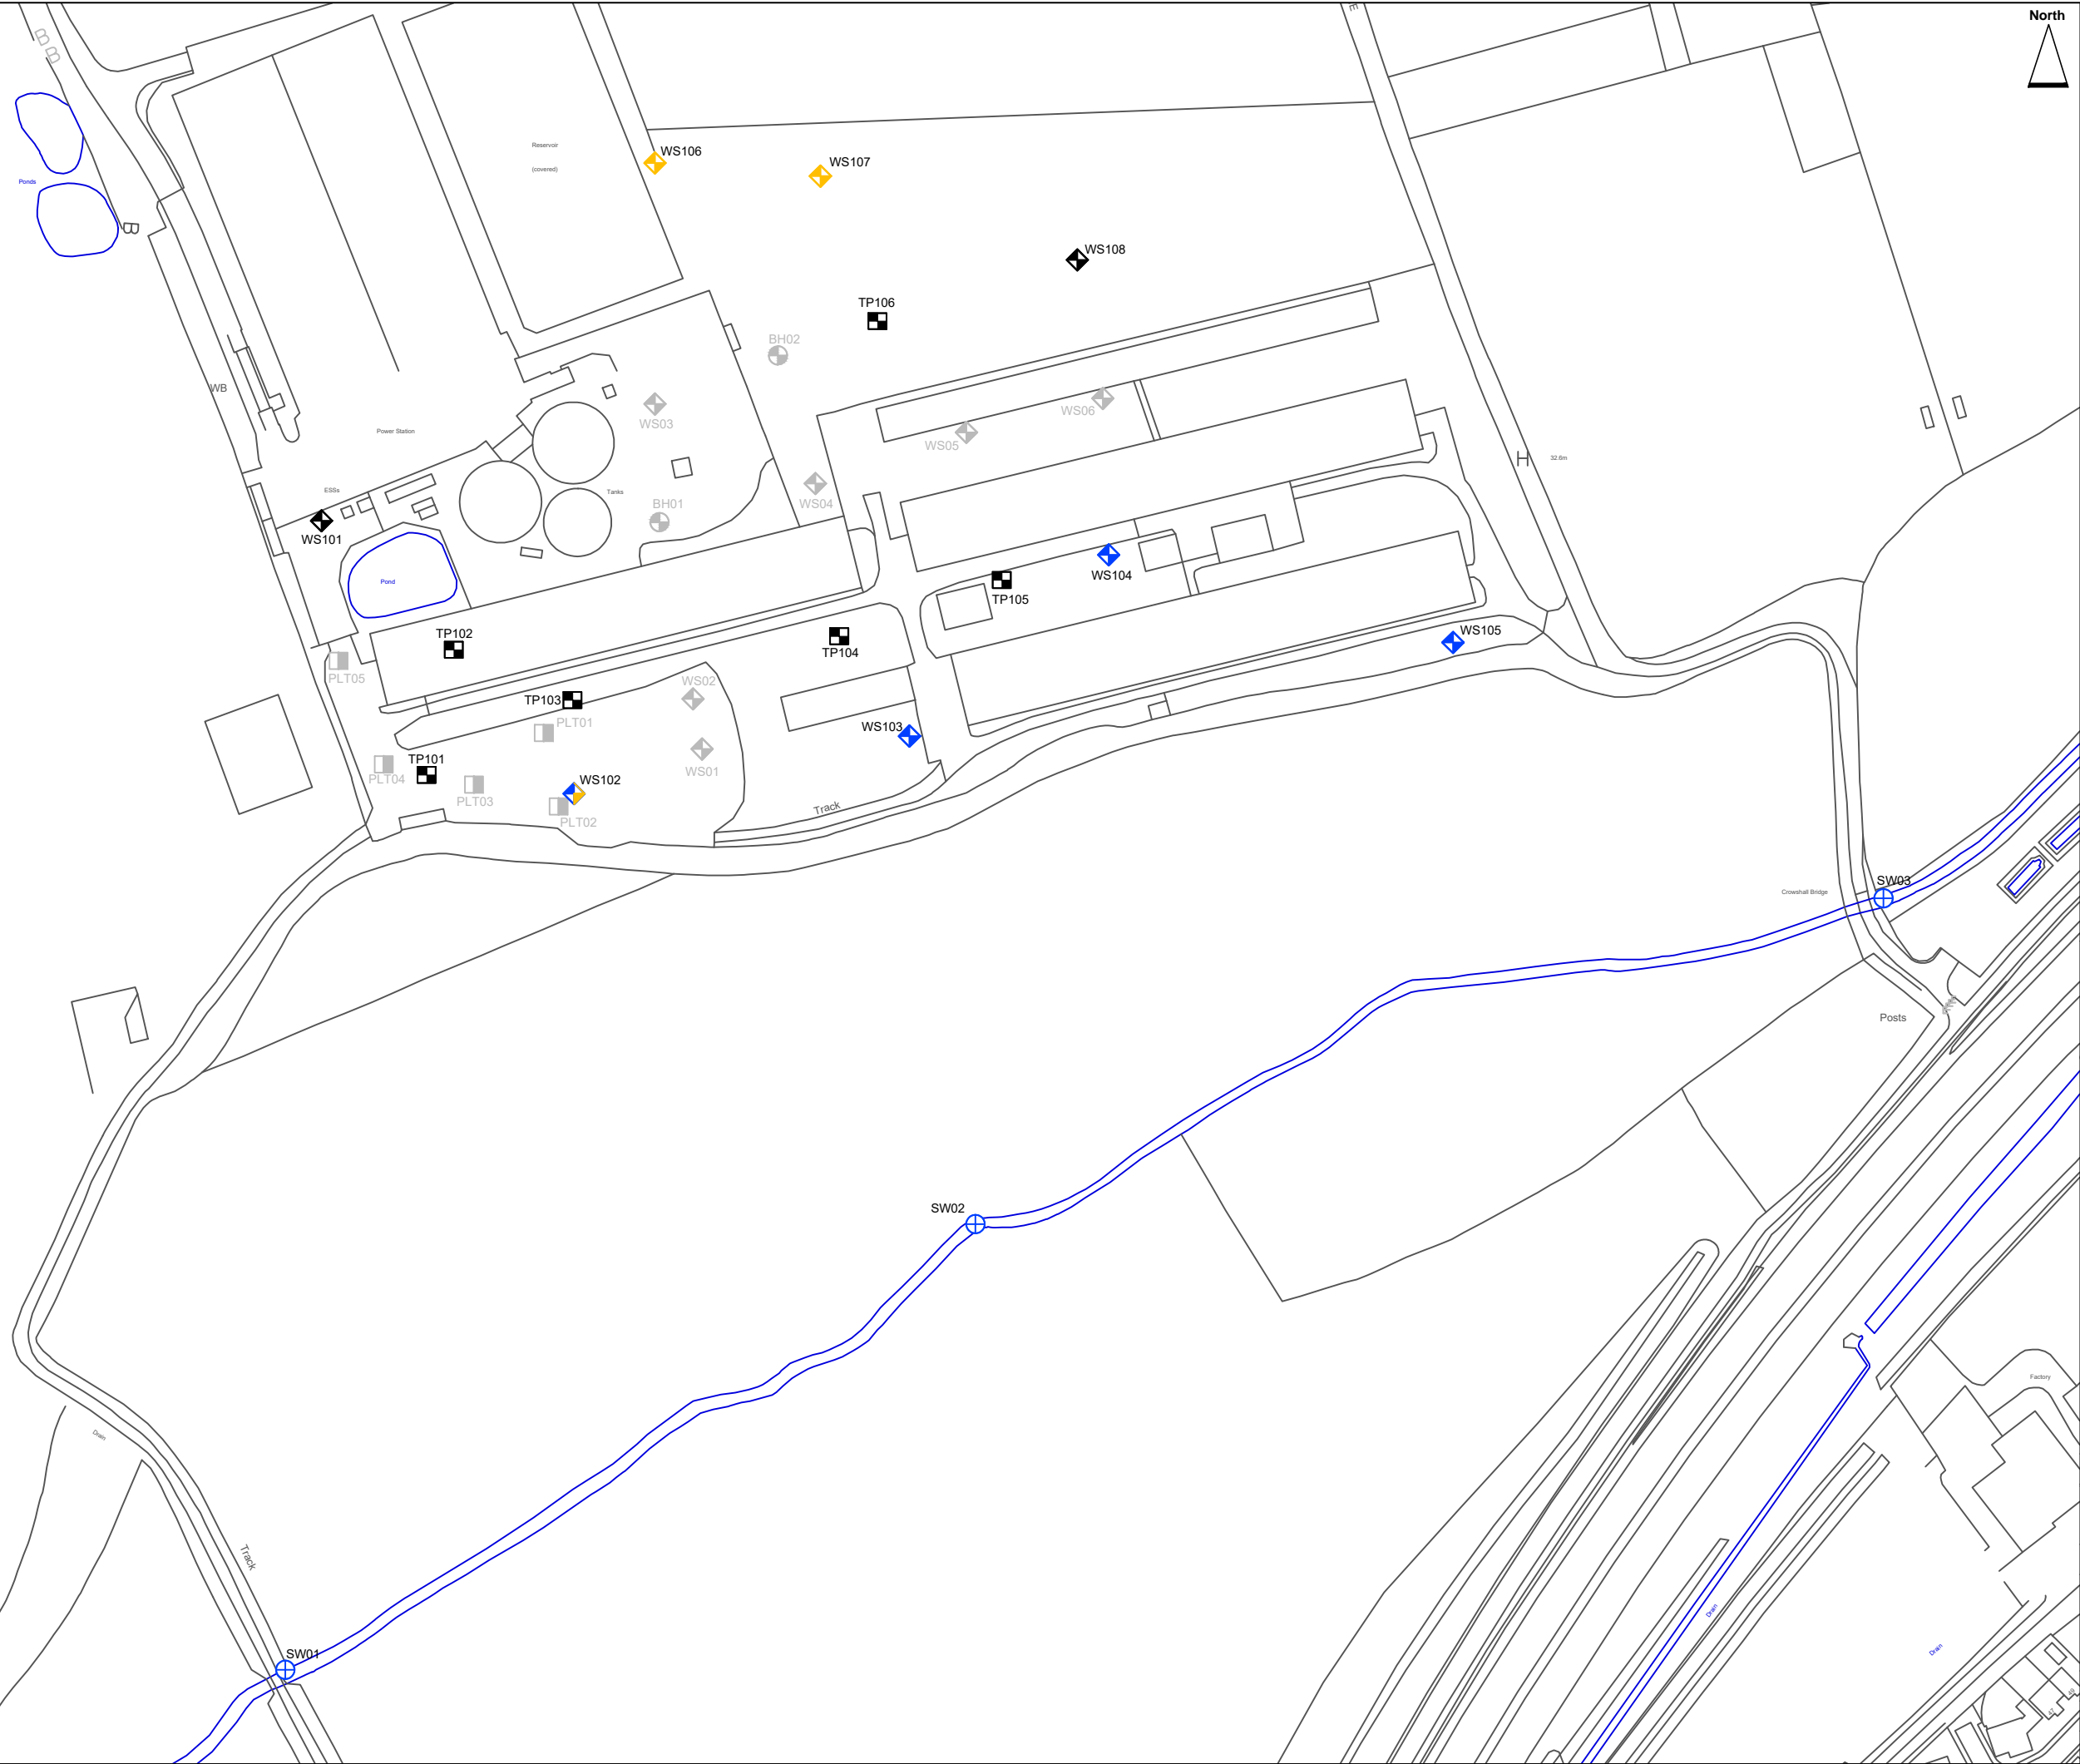 North
E
B
B
Reservoir
(covered)
WS106
WS107
Ponds
B
WS108
TP106
BH02
WB
WS03
WS06
Power Station
WS05
H
32.6m
ESSs
Tanks
WS04
BH01
WS101
Pond
WS104
TP105
TP102
WS105
TP104
PLT05
WS02
TP103
PLT01
WS103
TP101
WS01
PLT04
WS102
PLT03
Track
PLT02
SW03
Crowshall Bridge
Posts
SW02
Factory
Drain
Track
Drain
Drain
SW01
49
47